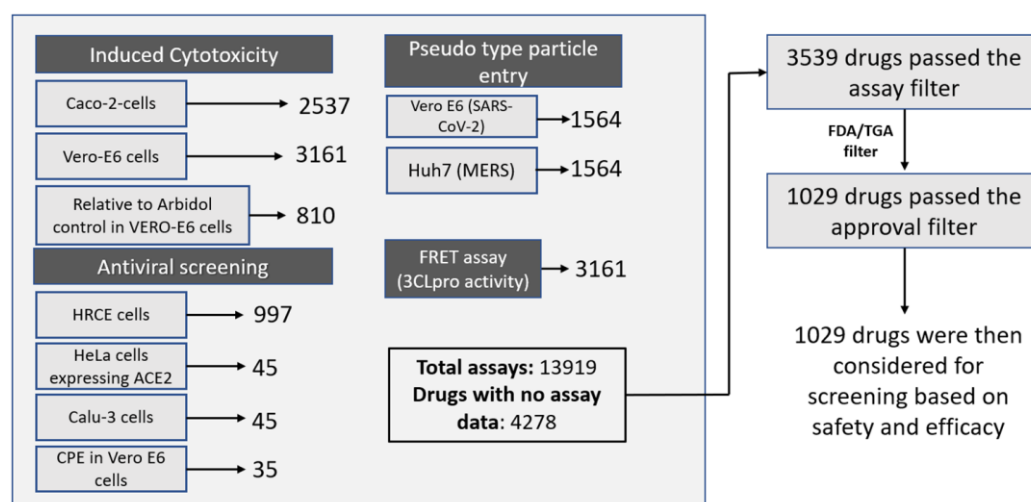 Induced Cytotoxicity
Caco-2-cells
2537
Vero-E6 cells
3161
Relative to Arbidol
control in VERO-E6 cells
810
Antiviral screening
HRCE cells
997
HeLa cells
expressing ACE2
45
Calu-3 cells
45
CPE in Vero E6
cells
35
Pseudo type particle
entry
Vero E6 (SARS-
CoV-2)
1564
Huh7 (MERS)
1564
FRET assay
(3CLpro activity)
3161
Total assays: 13919
Drugs with no assay
data: 4278
3539 drugs passed the
assay filter
FDA/TGA
filter
1029 drugs passed the
approval filter
1029 drugs were then
considered for
screening based on
safety and efficacy